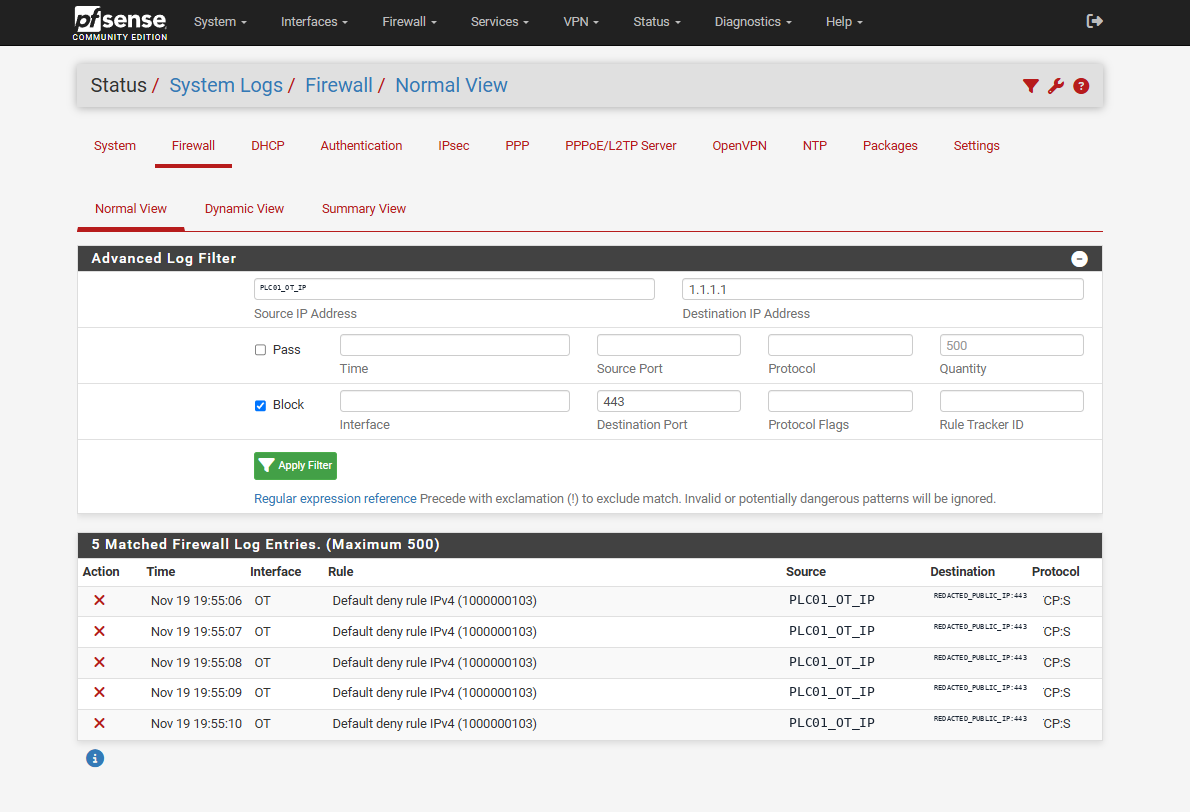 pfsense System Interfaces Firewall Services VPN Status Diagnostics Help
COMMUNITY EDITION
Status / System Logs / Firewall / Normal View
System Firewall DHCP Authentication IPsec PPP PPPoE/L2TP Server OpenVPN NTP Packages Settings
Normal View Dynamic View Summary View
Advanced Log Filter
PLC01_OT_IP 1.1.1.1
Source IP Address Destination IP Address
Pass 500
Time Source Port Protocol Quantity
Block 443
Interface Destination Port Protocol Flags Rule Tracker ID
Apply Filter
Regular expression reference Precede with exclamation (!) to exclude match. Invalid or potentially dangerous patterns will be ignored.
5 Matched Firewall Log Entries. (Maximum 500)
Action Time Interface Rule Source Destination Protocol
Nov 19 19:55:06 OT Default deny rule IPv4 (1000000103) PLC01_OT_IP REDACTED_PUBLIC_IP:443 CP:S
Nov 19 19:55:07 OT Default deny rule IPv4 (1000000103) PLC01_OT_IP REDACTED_PUBLIC_IP:443 CP:S
Nov 19 19:55:08 OT Default deny rule IPv4 (1000000103) PLC01_OT_IP REDACTED_PUBLIC_IP:443 CP:S
Nov 19 19:55:09 OT Default deny rule IPv4 (1000000103) PLC01_OT_IP REDACTED_PUBLIC_IP:443 CP:S
Nov 19 19:55:10 OT Default deny rule IPv4 (1000000103) PLC01_OT_IP REDACTED_PUBLIC_IP:443 CP:S